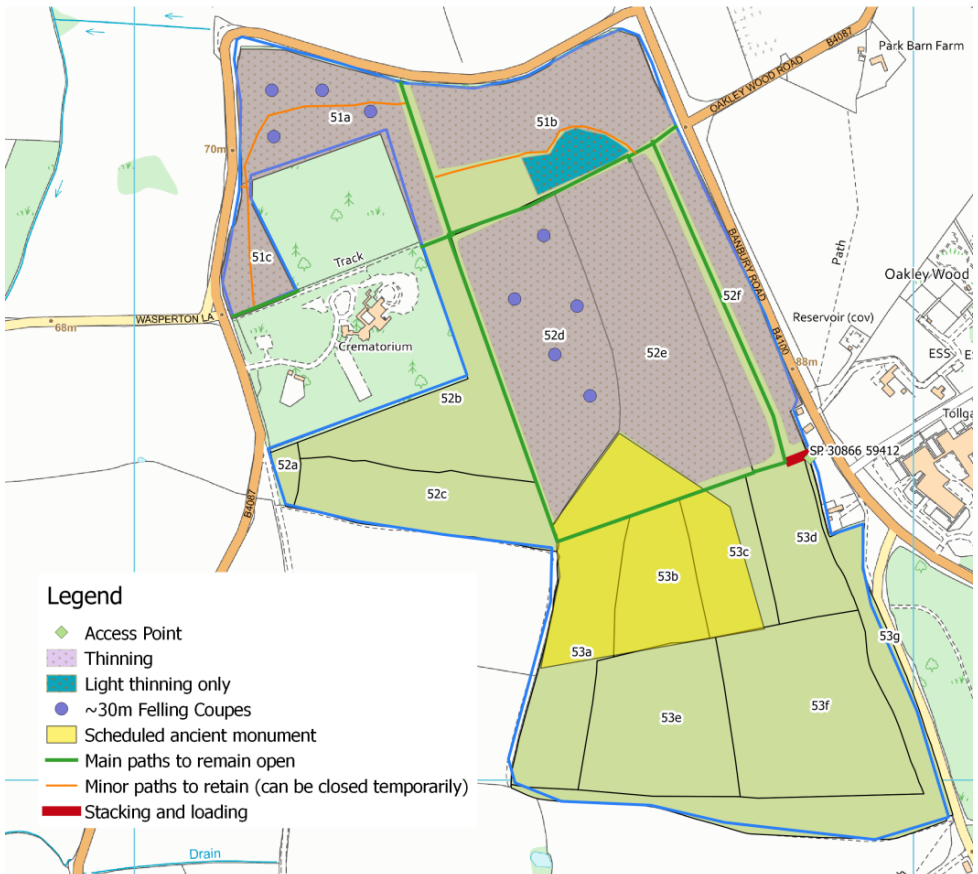 B4087
Park Barn Farm
OAKLEY WOOD ROAD
51a
51b
70m
Path
51c
Track
BANBURY ROAD
Oakley Wood
52f
WASPERTON LA
68m
Reservoir (cov)
52d
52e
B4100
Crematorium
ESS
E
88m
52b
Tollga
SP 30866 59412
52a
52c
B4087
53d
53c
53b
53g
53a
53f
53e
Legend
Access Point
Thinning
Light thinning only
~30m Felling Coupes
Scheduled ancient monument
Main paths to remain open
Minor paths to retain (can be closed temporarily)
Stacking and loading
Drain